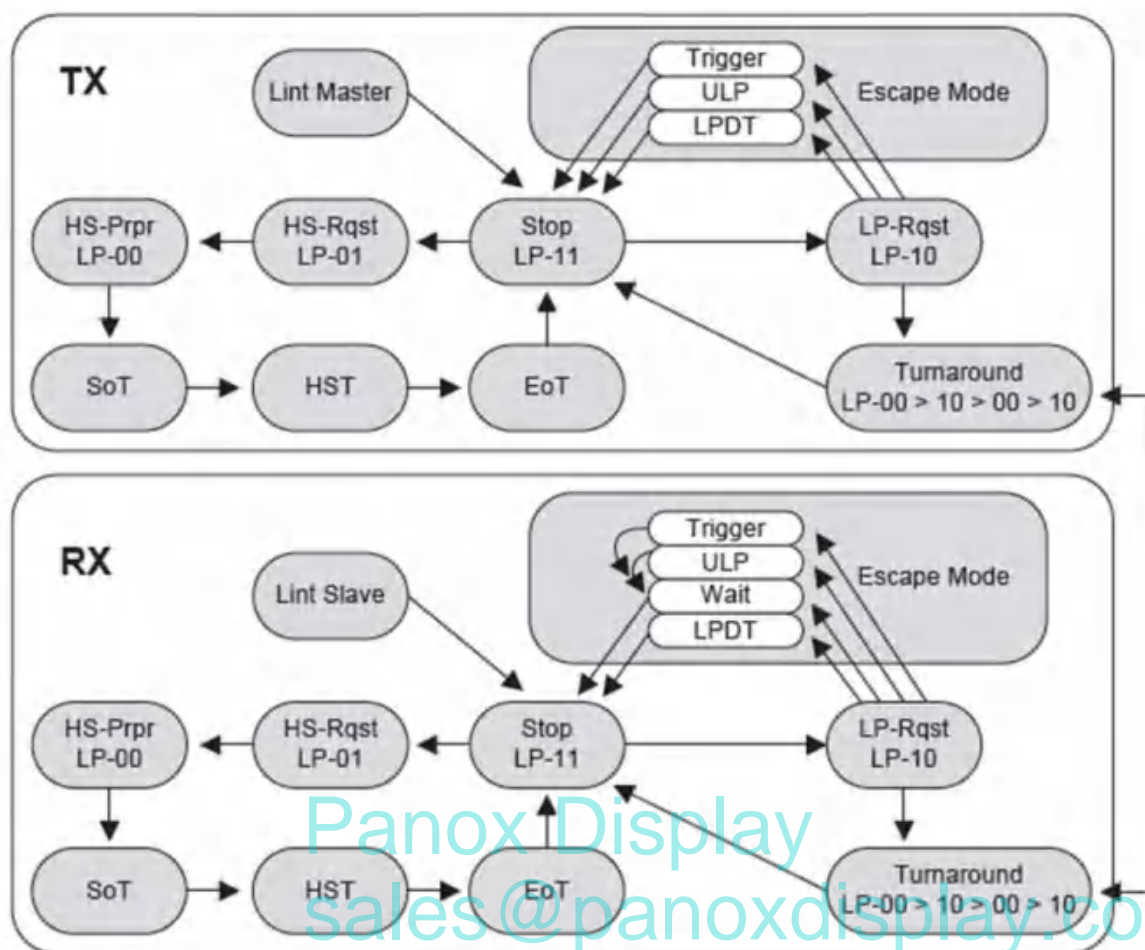 TX
Lint Master
Trigger
ULP
LPDT
Escape Mode
HS-Prpr
LP-00
HS-Rqst
LP-01
Stop
LP-11
LP-Rqst
LP-10
SoT
HST
EoT
Turnaround
LP-00 > 10 > 00 > 10
RX
Lint Slave
Trigger
ULP
Wait
LPDT
Escape Mode
HS-Prpr
LP-00
HS-Rqst
LP-01
Stop
LP-11
LP-Rqst
LP-10
SoT
HST
EoT
Turnaround
LP-00 > 10 > 00 > 10
Panox Display
sales@panoxdisplay.co